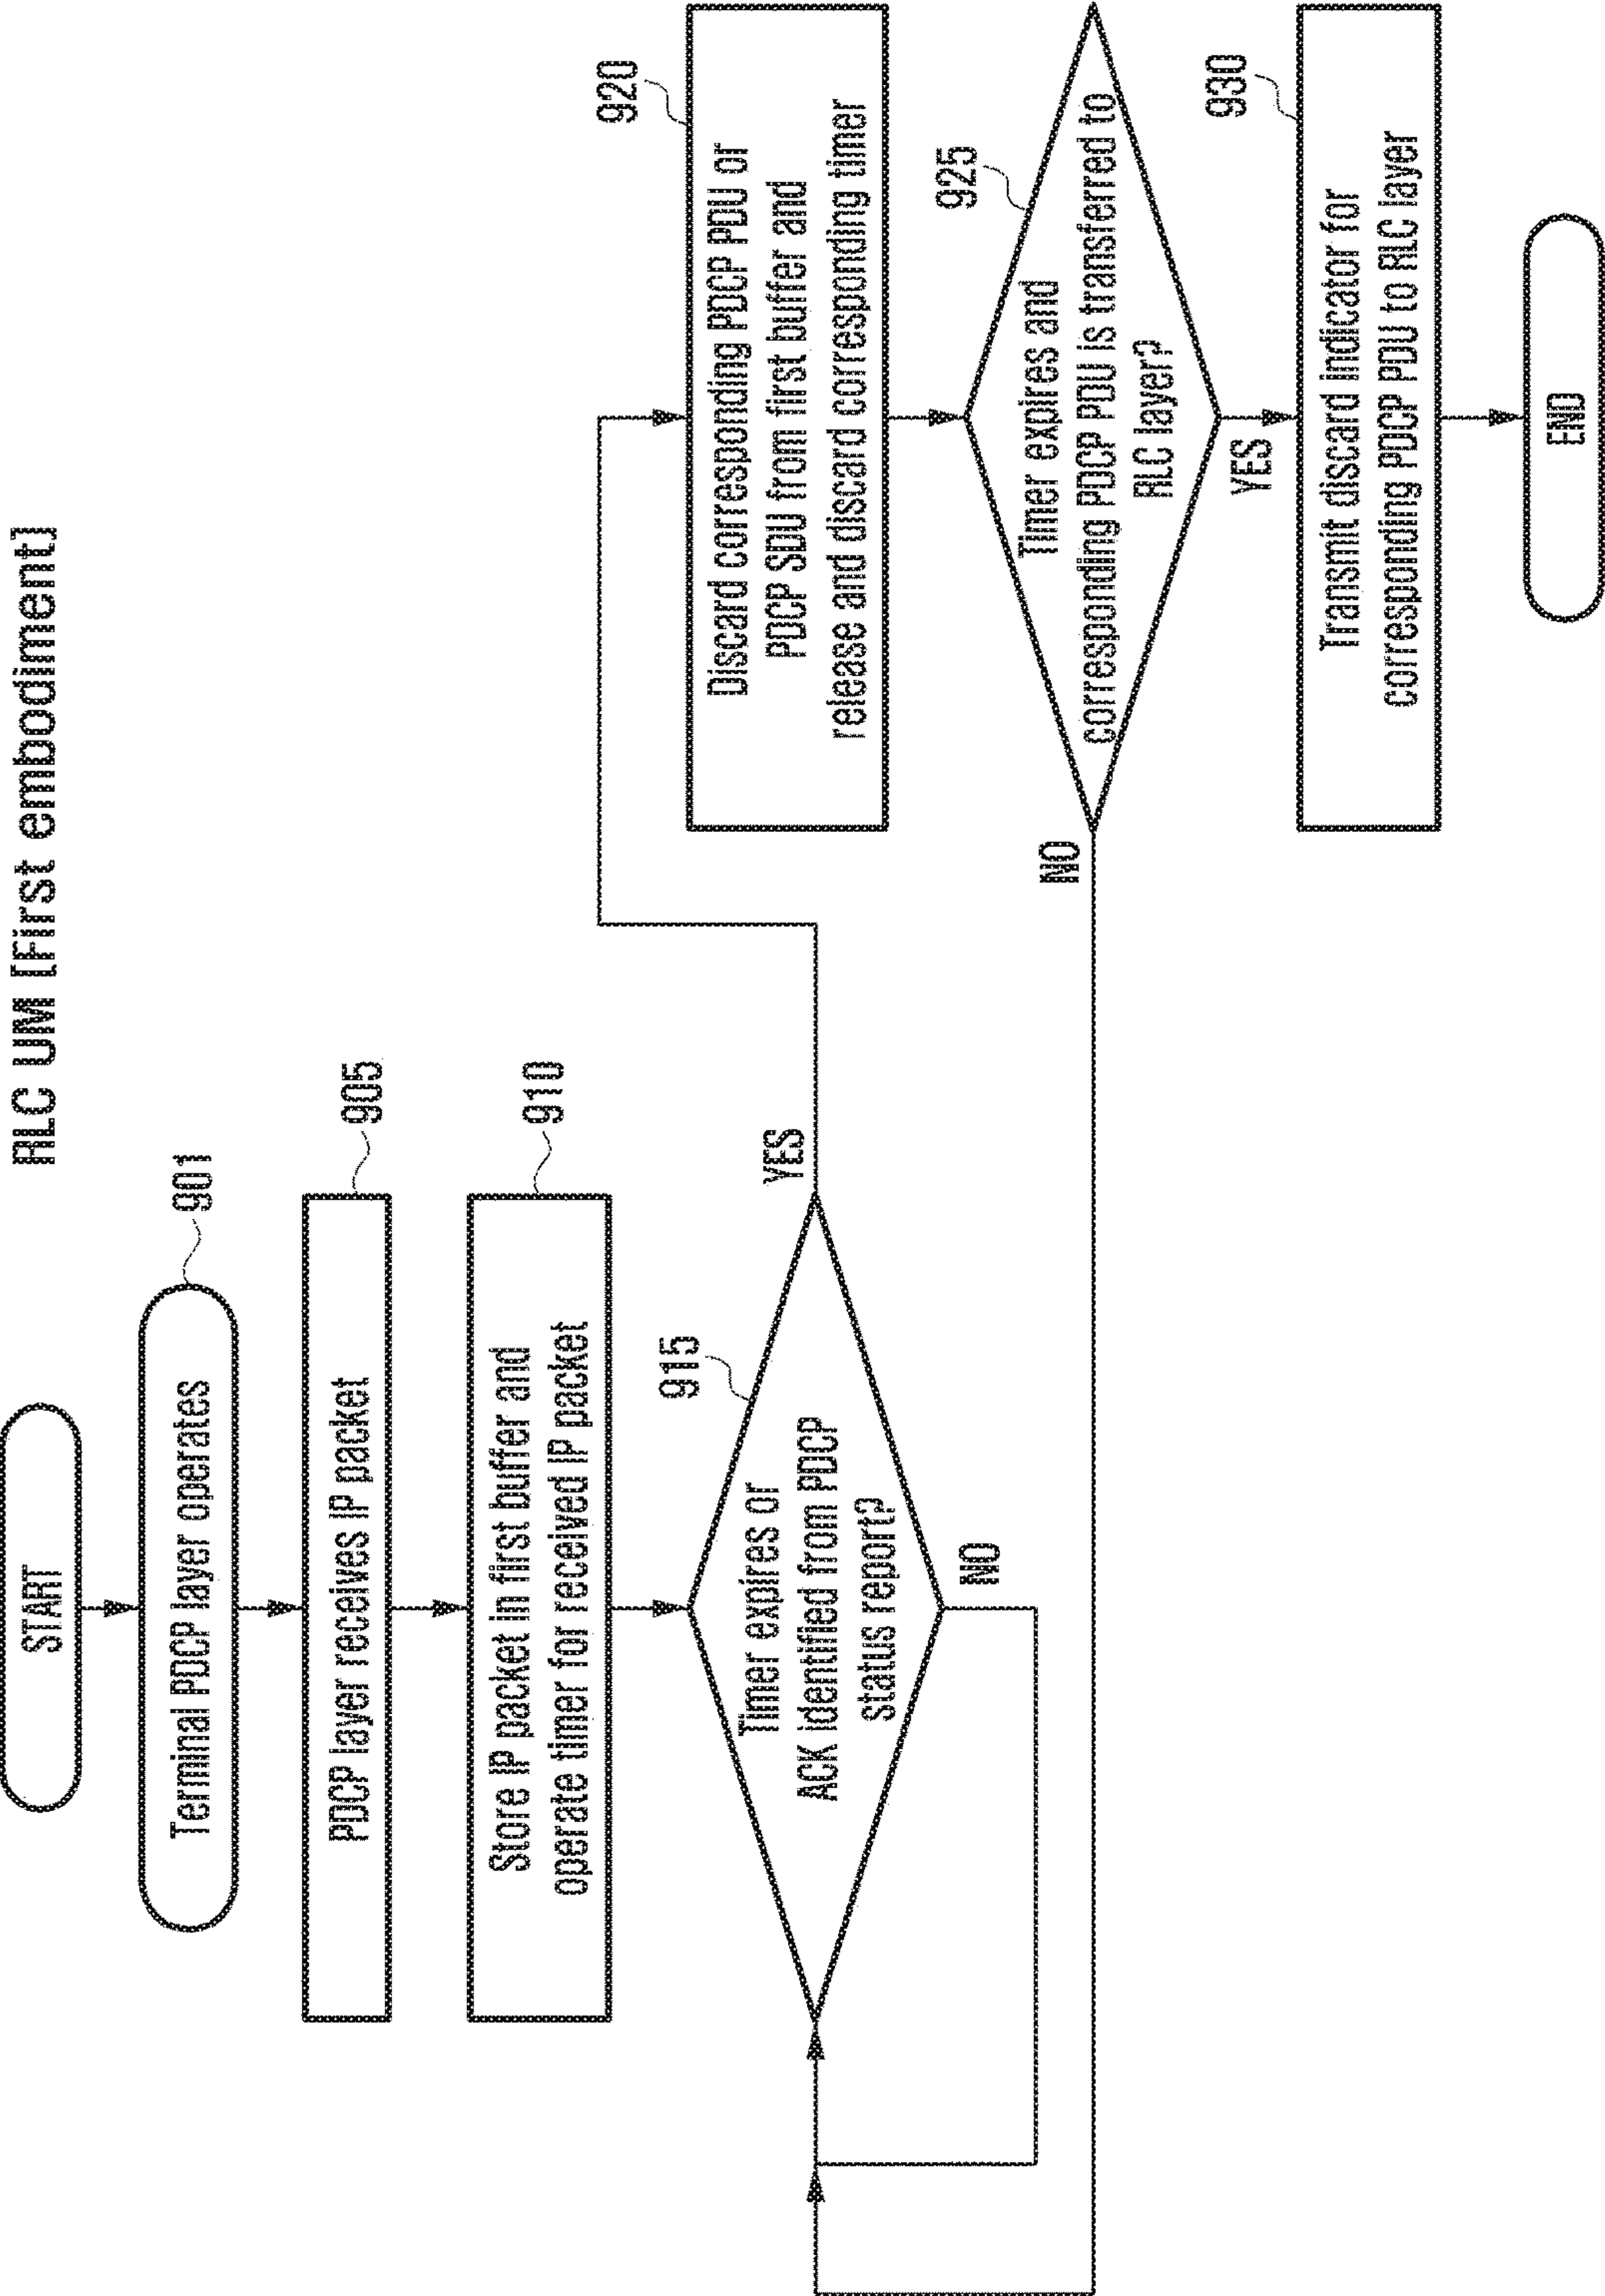 RLC UM [First embodiment]
START
Terminal PDCP layer operates
901
PDCP layer receives IP packet
905
Store IP packet in first buffer and
operate timer for received IP packet
910
915
Timer expires or
ACK identified from PDCP
status report?
YES
NO
920
Discard corresponding PDCP PDU or
PDCP SDU from first buffer and
release and discard corresponding timer
925
Timer expires and
corresponding PDCP PDU is transferred to
RLC layer?
NO
YES
930
Transmit discard indicator for
corresponding PDCP PDU to RLC layer
END